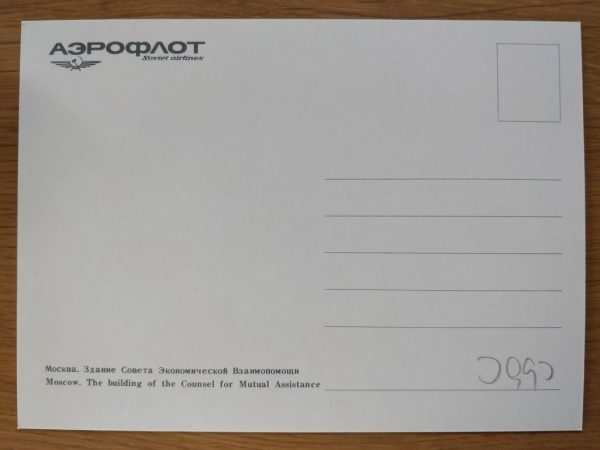 АЭРОФЛОТ
Soviet airlines
Москва. Здание Совета Экономической Взаимопомощи
Moscow. The building of the Counsel for Mutual Assistance